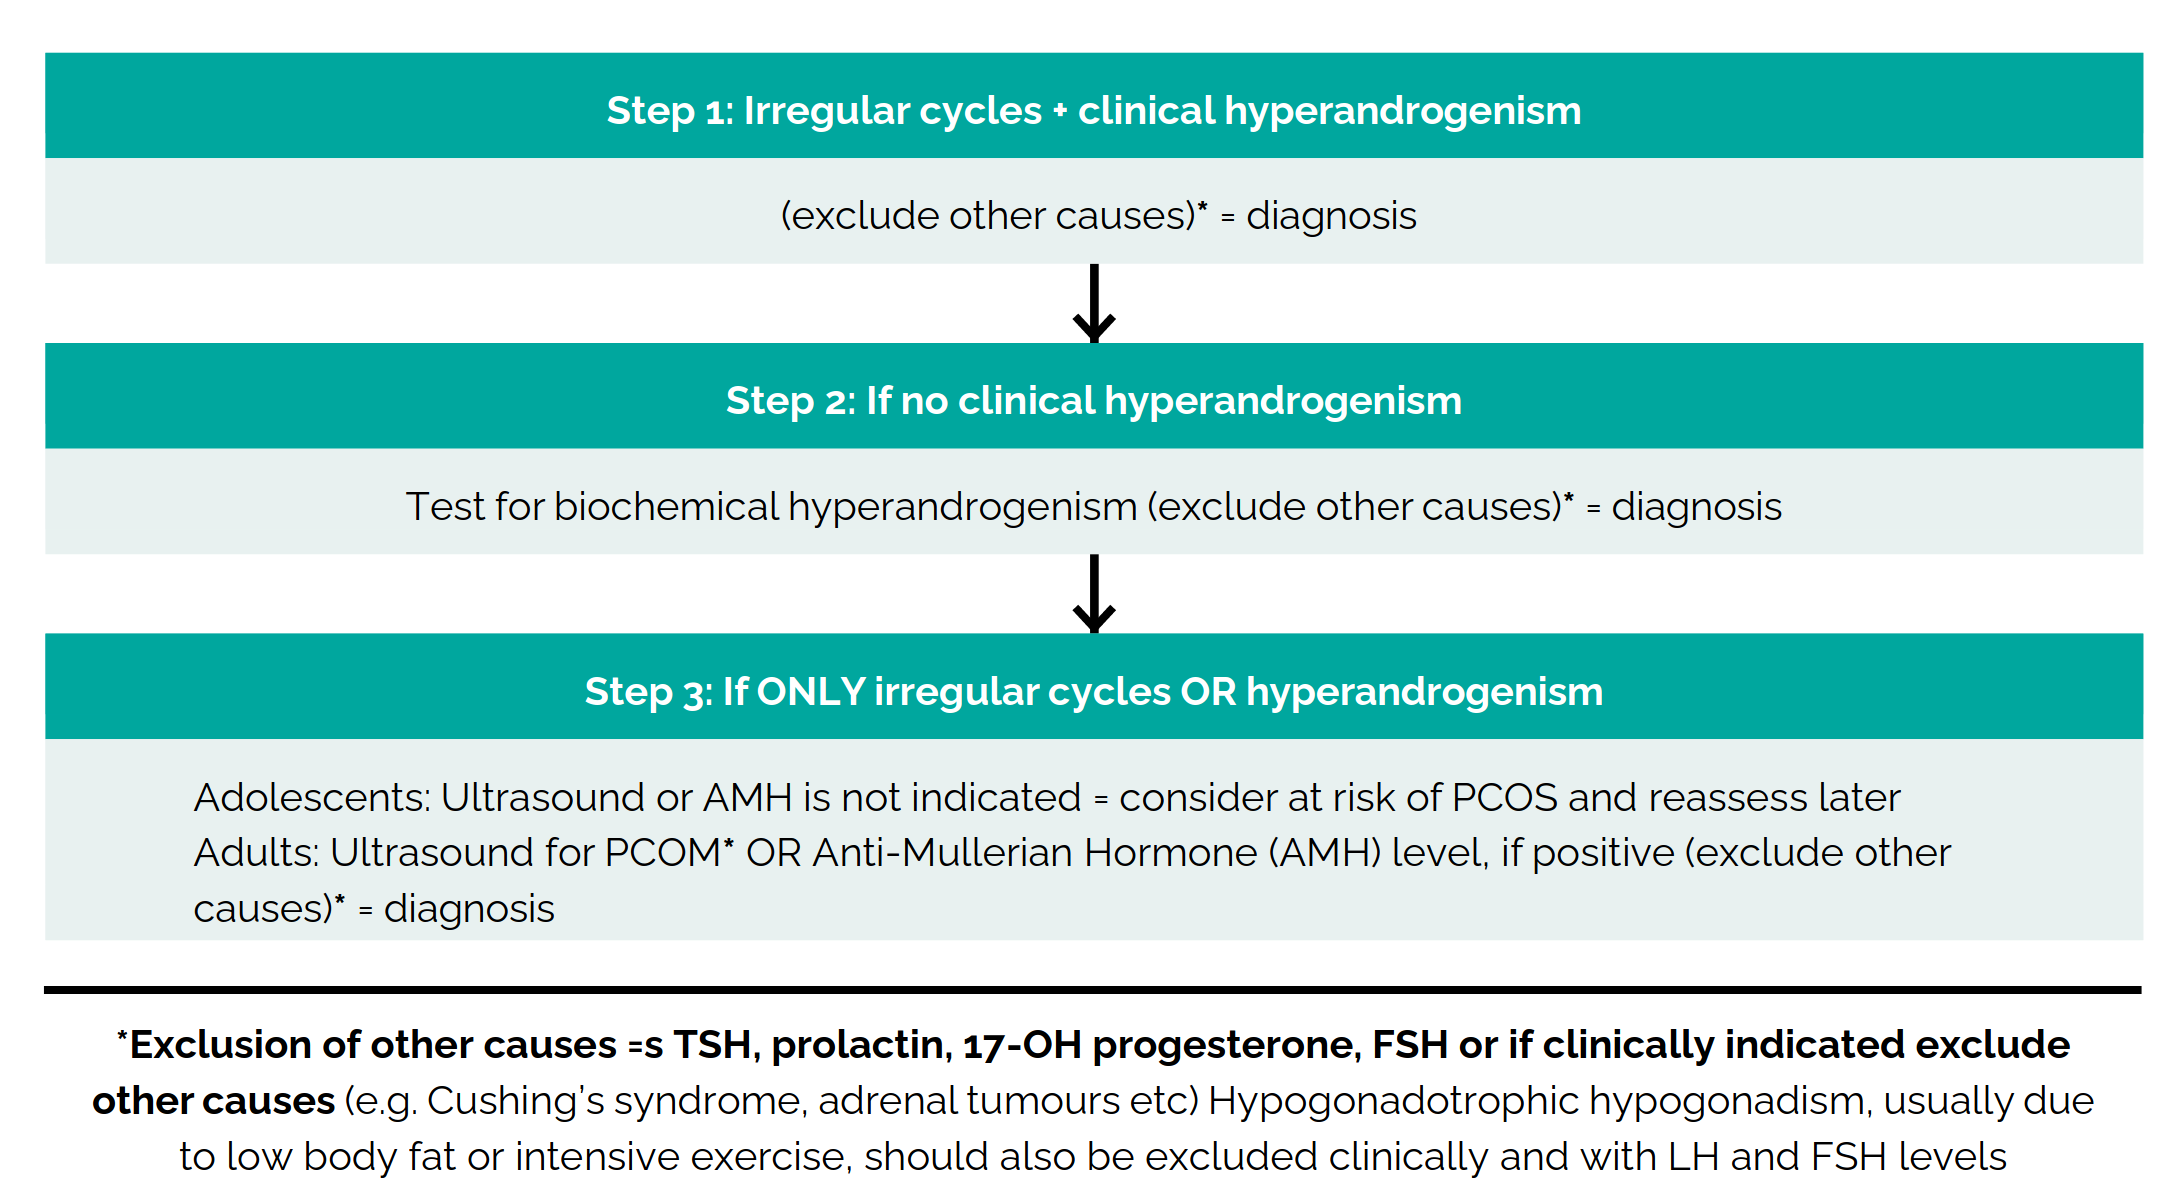 Step 1: Irregular cycles + clinical hyperandrogenism
(exclude other causes)* = diagnosis
Step 2: If no clinical hyperandrogenism
Test for biochemical hyperandrogenism (exclude other causes)* = diagnosis
Step 3: If ONLY irregular cycles OR hyperandrogenism
Adolescents: Ultrasound or AMH is not indicated = consider at risk of PCOS and reassess later
Adults: Ultrasound for PCOM* OR Anti-Mullerian Hormone (AMH) level, if positive (exclude other
causes)* = diagnosis
*Exclusion of other causes =s TSH, prolactin, 17-OH progesterone, FSH or if clinically indicated exclude
other causes (e.g. Cushing’s syndrome, adrenal tumours etc) Hypogonadotrophic hypogonadism, usually due
to low body fat or intensive exercise, should also be excluded clinically and with LH and FSH levels